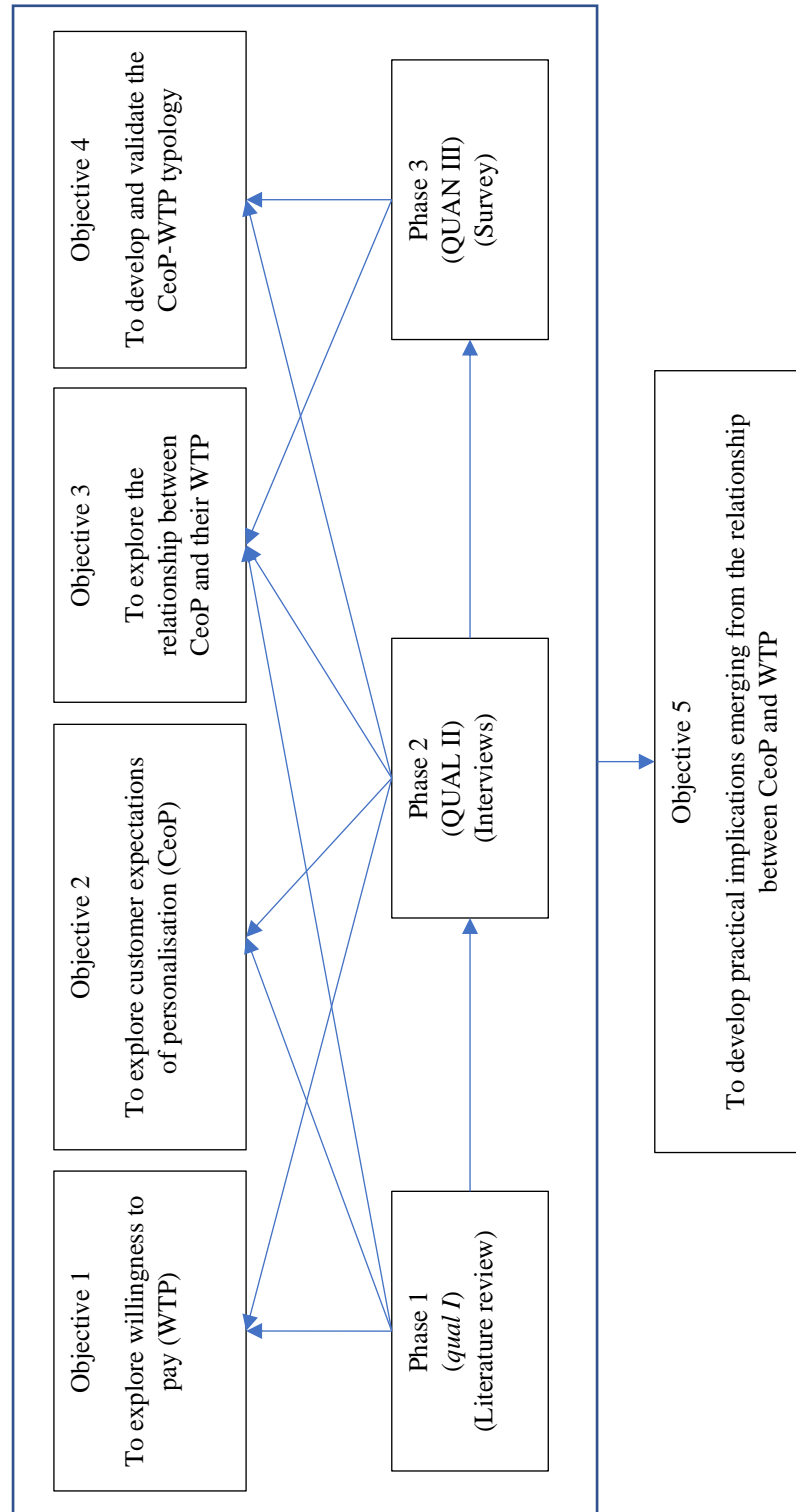 Objective 1
To explore willingness to
pay (WTP)
Objective 2
To explore customer expectations
of personalisation (CeoP)
Objective 3
To explore the
relationship between
CeoP and their WTP
Objective 4
To develop and validate the
CeoP-WTP typology
Phase 1
(qual I)
(Literature review)
Phase 2
(QUAL II)
(Interviews)
Phase 3
(QUAN III)
(Survey)
Objective 5
To develop practical implications emerging from the relationship
between CeoP and WTP